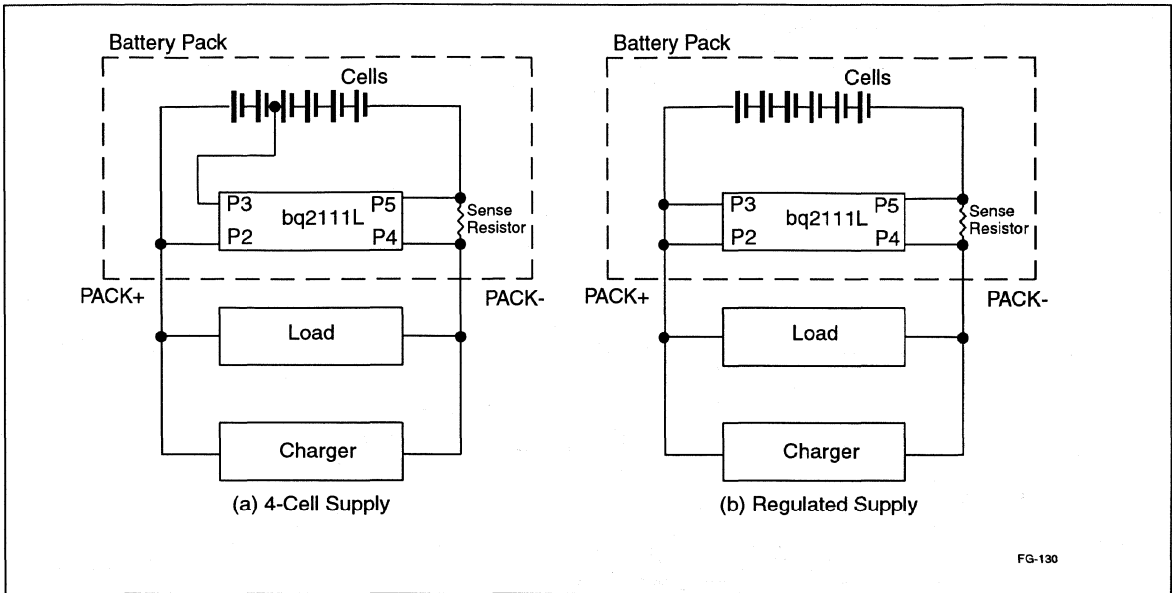 Battery Pack
Cells
P3
P5
bq2111L
P2
P4
Sense
Resistor
PACK+
PACK-
Load
Charger
(a) 4-Cell Supply
Battery Pack
Cells
P3
P5
bq2111L
P2
P4
Sense
Resistor
PACK+
PACK-
Load
Charger
(b) Regulated Supply
FG-130